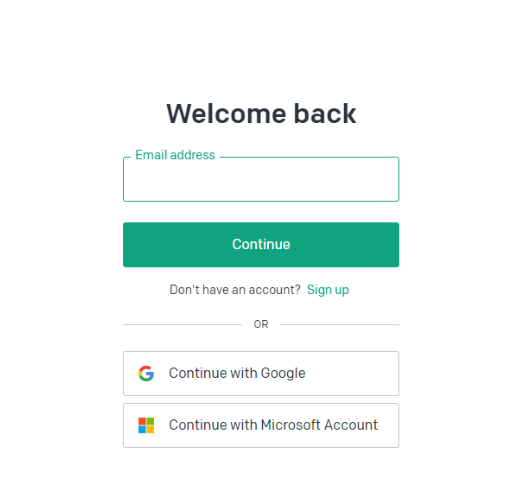 Welcome back
Email address
Continue
Don't have an account? Sign up
OR
Continue with Google
Continue with Microsoft Account